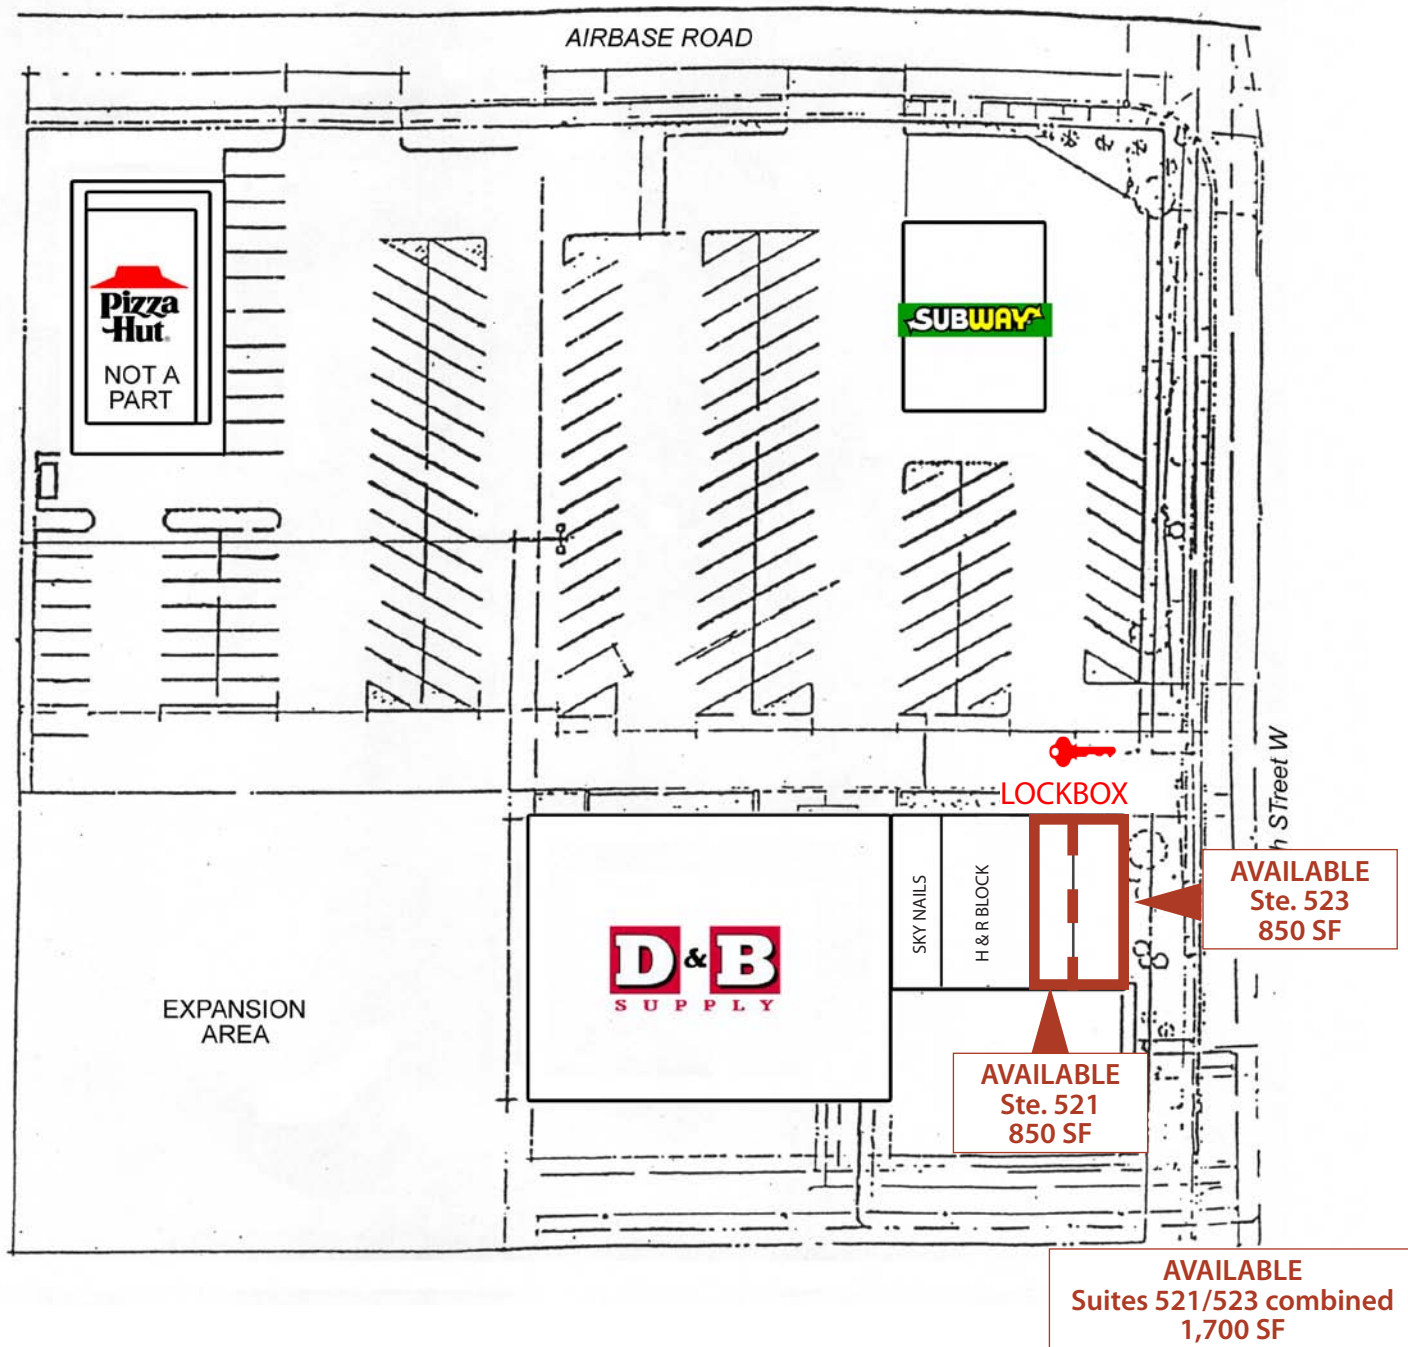 AIRBASE ROAD
Pizza
Hut
NOT A
PART
SUBWAY
LOCKBOX
h STreet W
SKY NAILS
H & R BLOCK
AVAILABLE
Ste. 523
850 SF
D&B
SUPPLY
EXPANSION
AREA
AVAILABLE
Ste. 521
850 SF
AVAILABLE
Suites 521/523 combined
1,700 SF